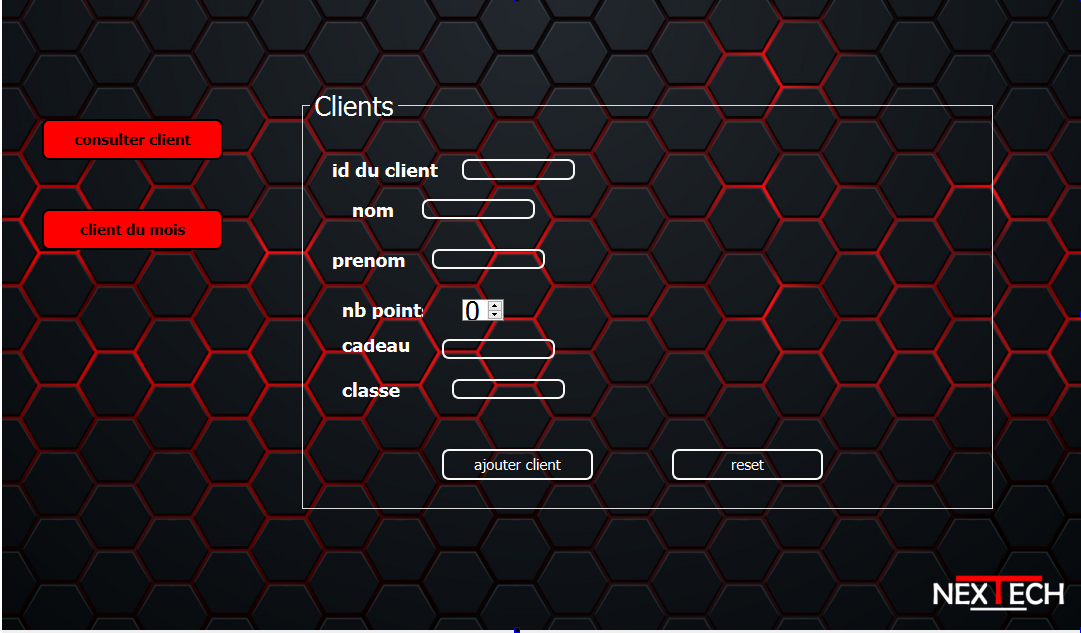 Clients
consulter client
client du mois
id du client
nom
prenom
nb point
0
cadeau
classe
ajouter client
reset
NEXTECH